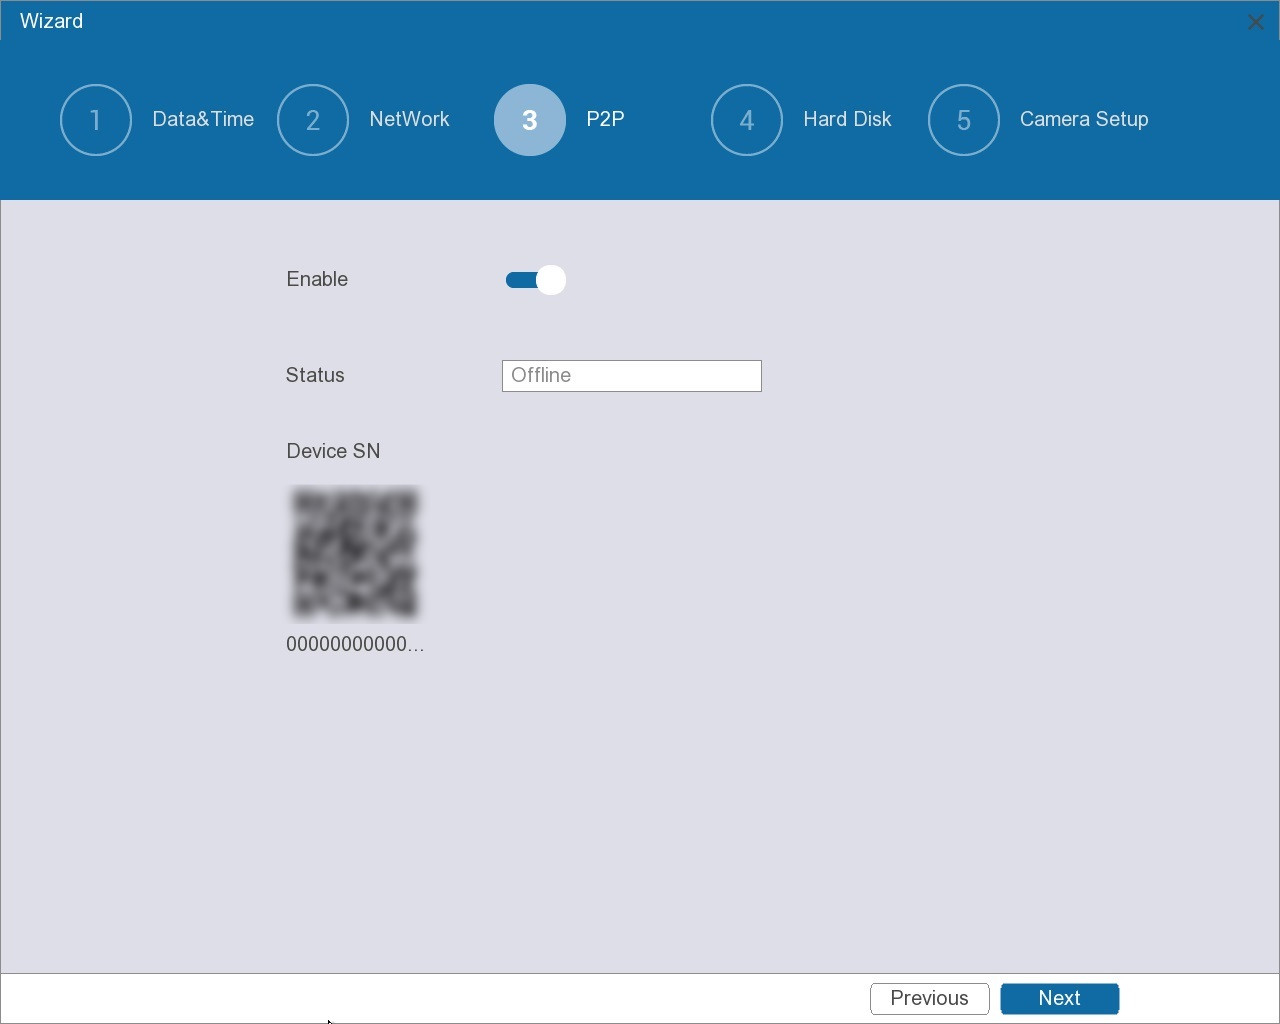 Wizard
1 Data&Time 2 NetWork 3 P2P 4 Hard Disk 5 Camera Setup
Enable
Status Offline
Device SN
00000000000...
Previous Next